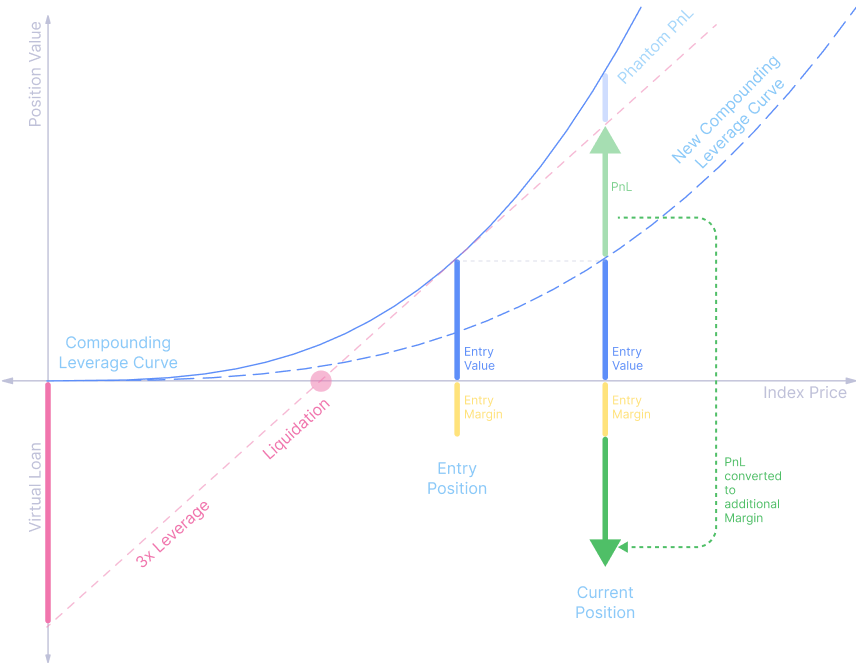 Position Value
Phantom PnL
New Compounding
Leverage Curve
PnL
Compounding
Leverage Curve
Entry
Value
Entry
Value
Index Price
Entry
Margin
Entry
Margin
Liquidation
Virtual Loan
3x Leverage
Entry
Position
PnL
converted
to
additional
Margin
Current
Position